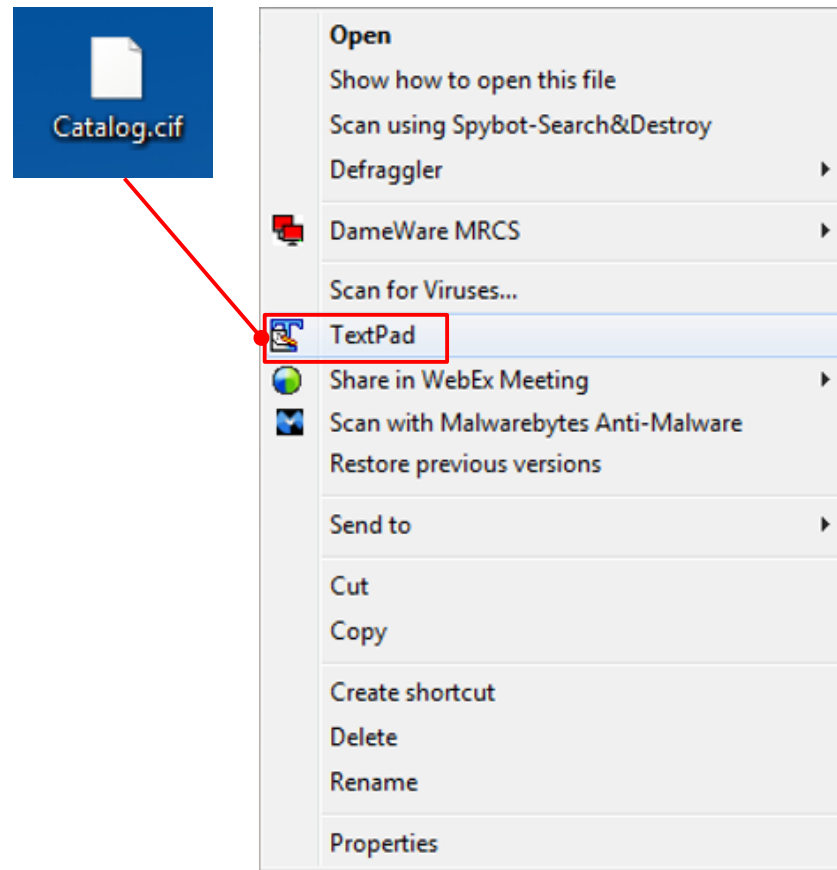 Catalog.cif
Open
Show how to open this file
Scan using Spybot-Search&Destroy
Defraggler
DameWare MRCS
Scan for Viruses...
TextPad
Share in WebEx Meeting
Scan with Malwarebytes Anti-Malware
Restore previous versions
Send to
Cut
Copy
Create shortcut
Delete
Rename
Properties